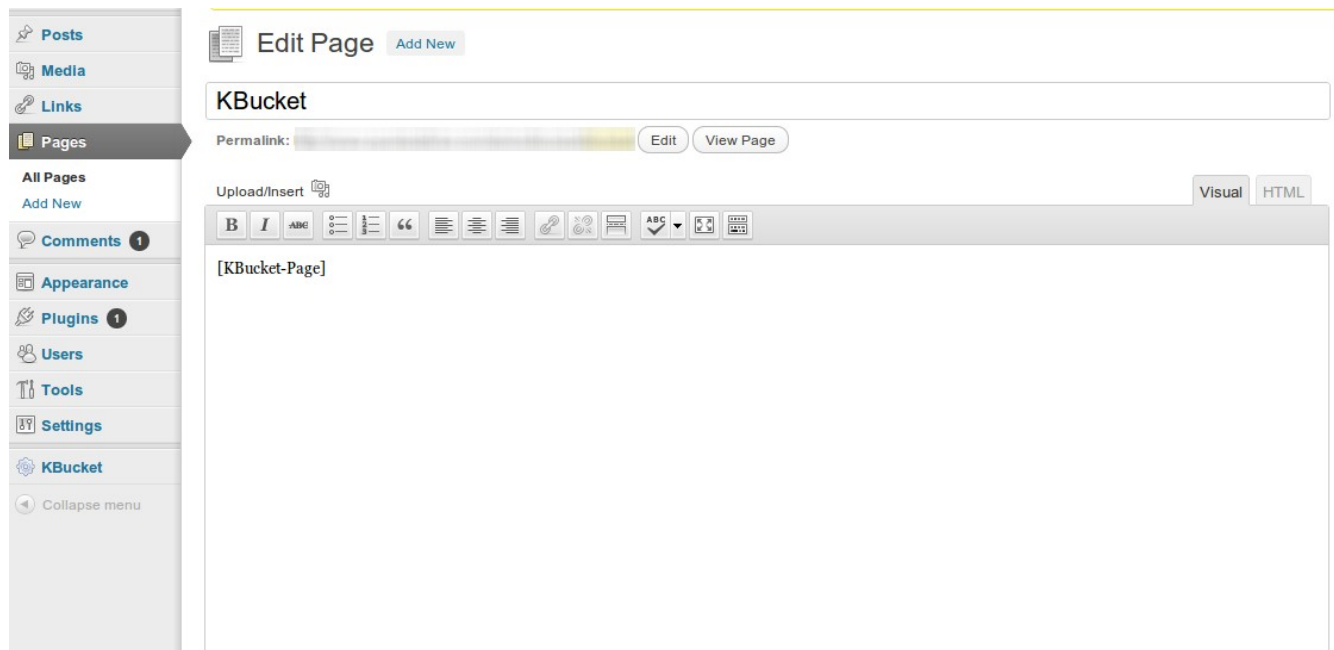 Posts
Media
Links
Pages
All Pages
Add New
Comments 1
Appearance
Plugins 1
Users
Tools
Settings
KBucket
Collapse menu
Edit Page Add New
KBucket
Permalink: Edit View Page
Upload/Insert Visual HTML
B I ABC ABC
[KBucket-Page]